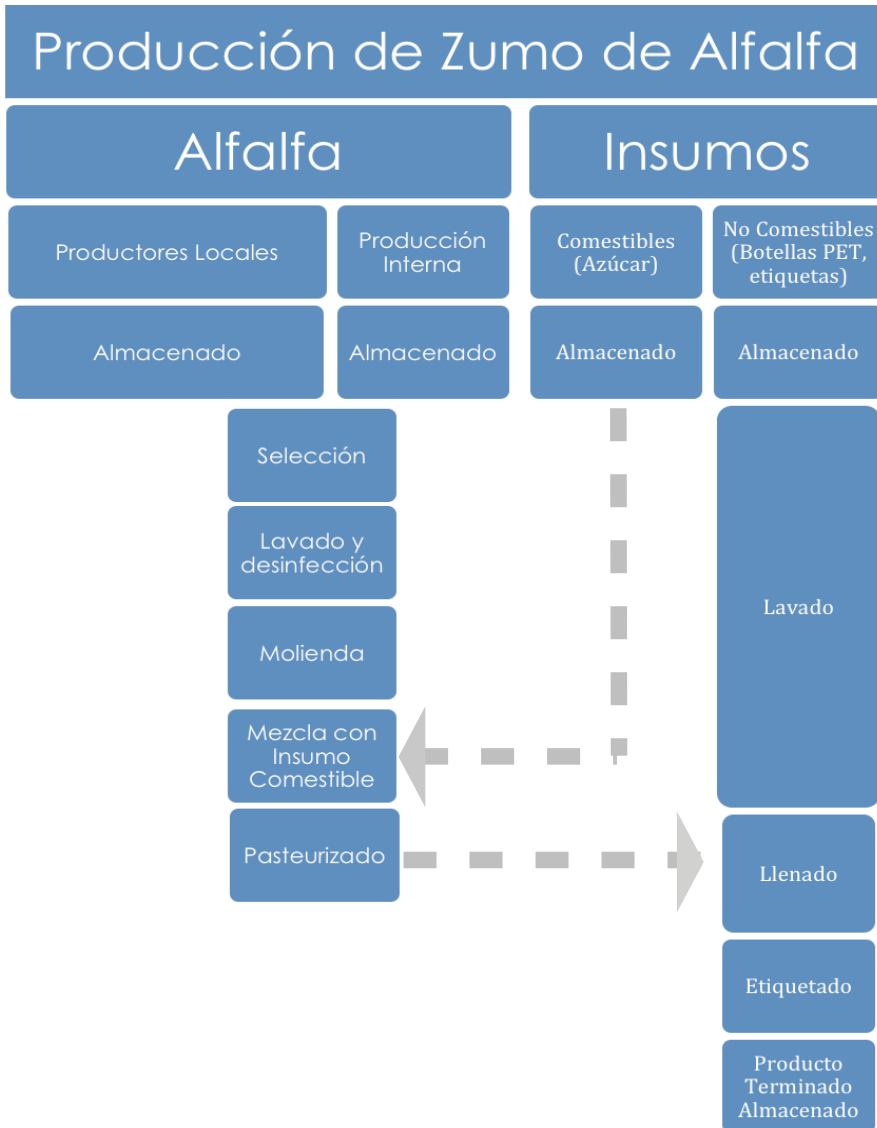 Producción de Zumo de Alfalfa
Alfalfa
Insumos
Productores Locales
Producción
Interna
Comestibles
(Azúcar)
No Comestibles
(Botellas PET,
etiquetas)
Almacenado
Almacenado
Almacenado
Almacenado
Selección
Lavado y
desinfección
Molienda
Mezcla con
Insumo
Comestible
Pasteurizado
Lavado
Llenado
Etiquetado
Producto
Terminado
Almacenado